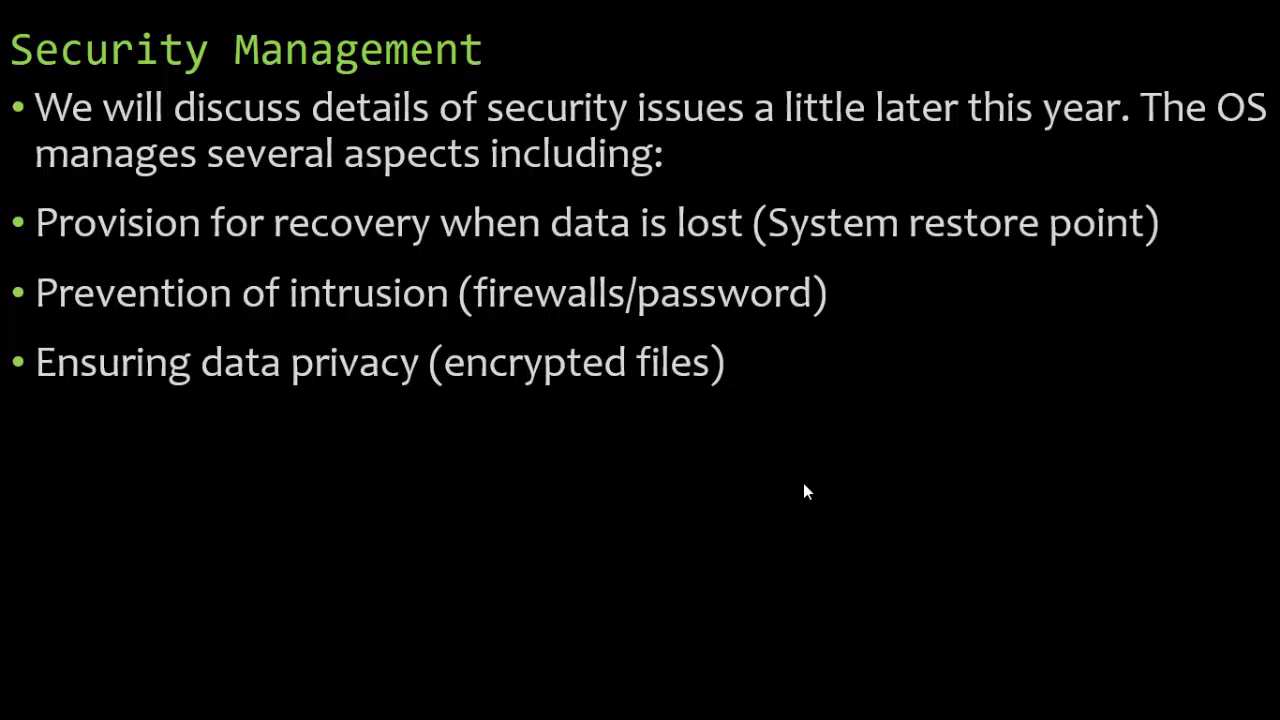 Security Management
• We will discuss details of security issues a little later this year. The OS
manages several aspects including:
• Provision for recovery when data is lost (System restore point)
• Prevention of intrusion (firewalls/password)
• Ensuring data privacy (encrypted files)